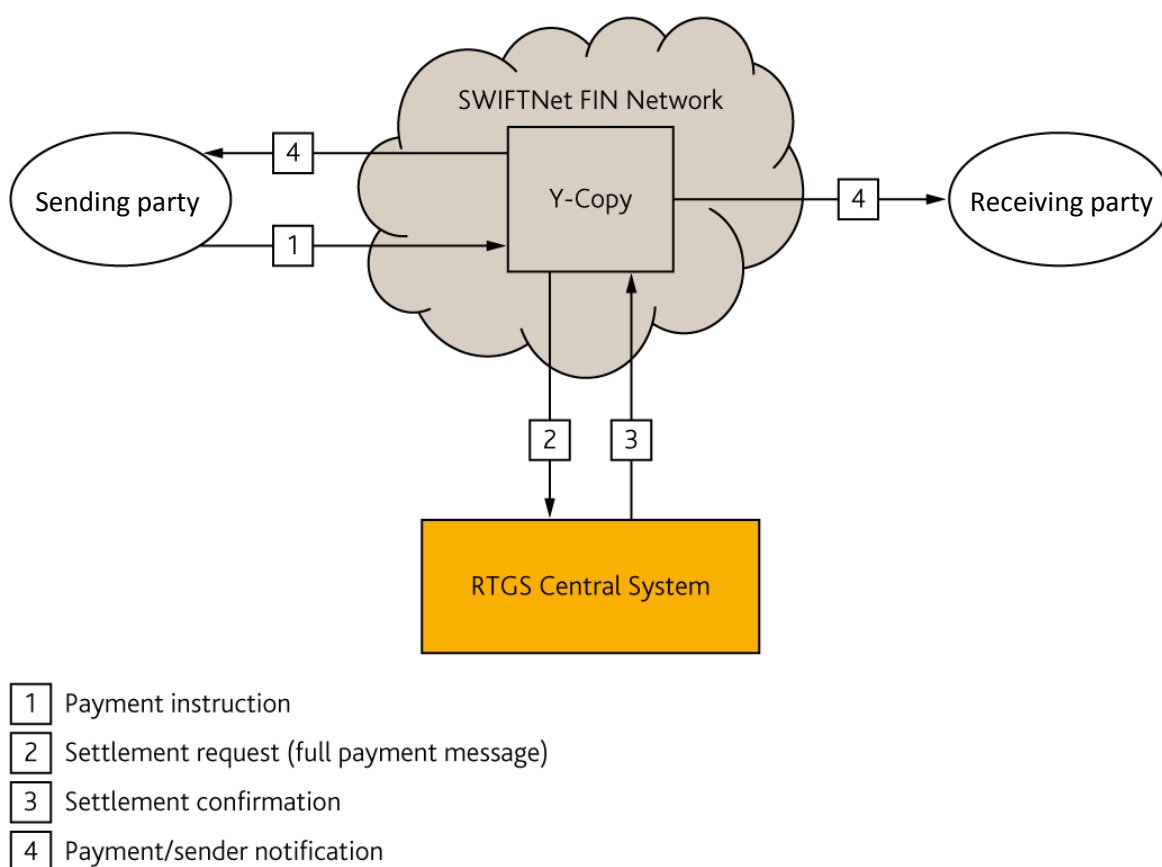 SWIFTNet FIN Network
4
Sending party
Y-Copy
4
Receiving party
1
2
3
RTGS Central System
1 Payment instruction
2 Settlement request (full payment message)
3 Settlement confirmation
4 Payment/sender notification